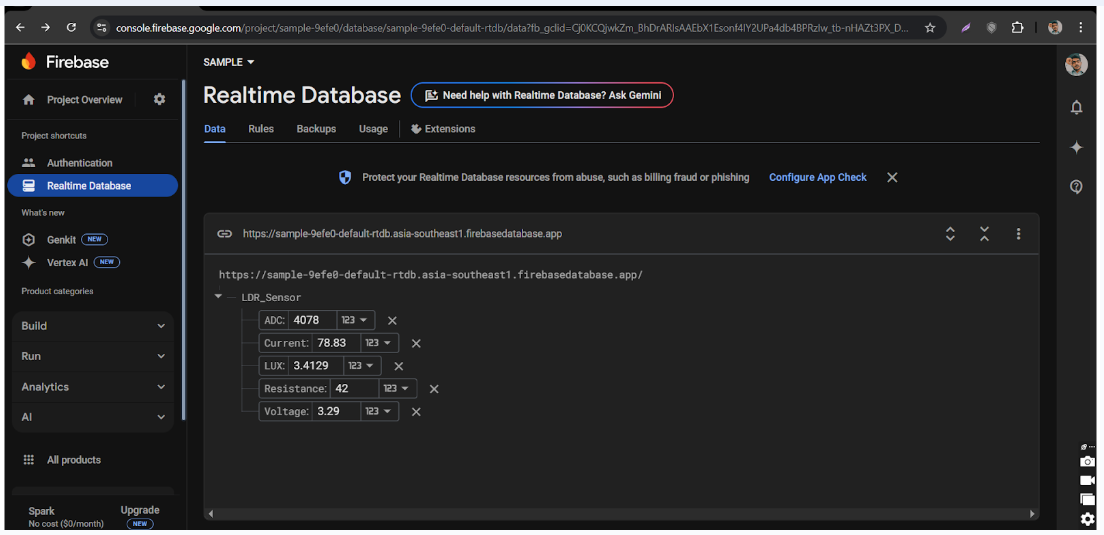 console.firebase.google.com/project/sample-9efe0/database/sample-9efe0-default-rtdb/data?fb_gclid=
Firebase
SAMPLE
Project Overview
Realtime Database
Need help with Realtime Database? Ask Gemini
Data Rules Backups Usage Extensions
Project shortcuts
Authentication
Realtime Database
What's new
Genkit NEW
Vertex AI NEW
Product categories
Build
Run
Analytics
AI
All products
Spark
No cost ($0/month)
Upgrade
NEW
Protect your Realtime Database resources from abuse, such as billing fraud or phishing Configure App Check
https://sample-9efe0-default-rtdb.asia-southeast1.firebasedatabase.app
https://sample-9efe0-default-rtdb.asia-southeast1.firebasedatabase.app/
LDR_Sensor
ADC: 4078 123
Current: 78.83 123
LUX: 3.4129 123
Resistance: 42 123
Voltage: 3.29 123